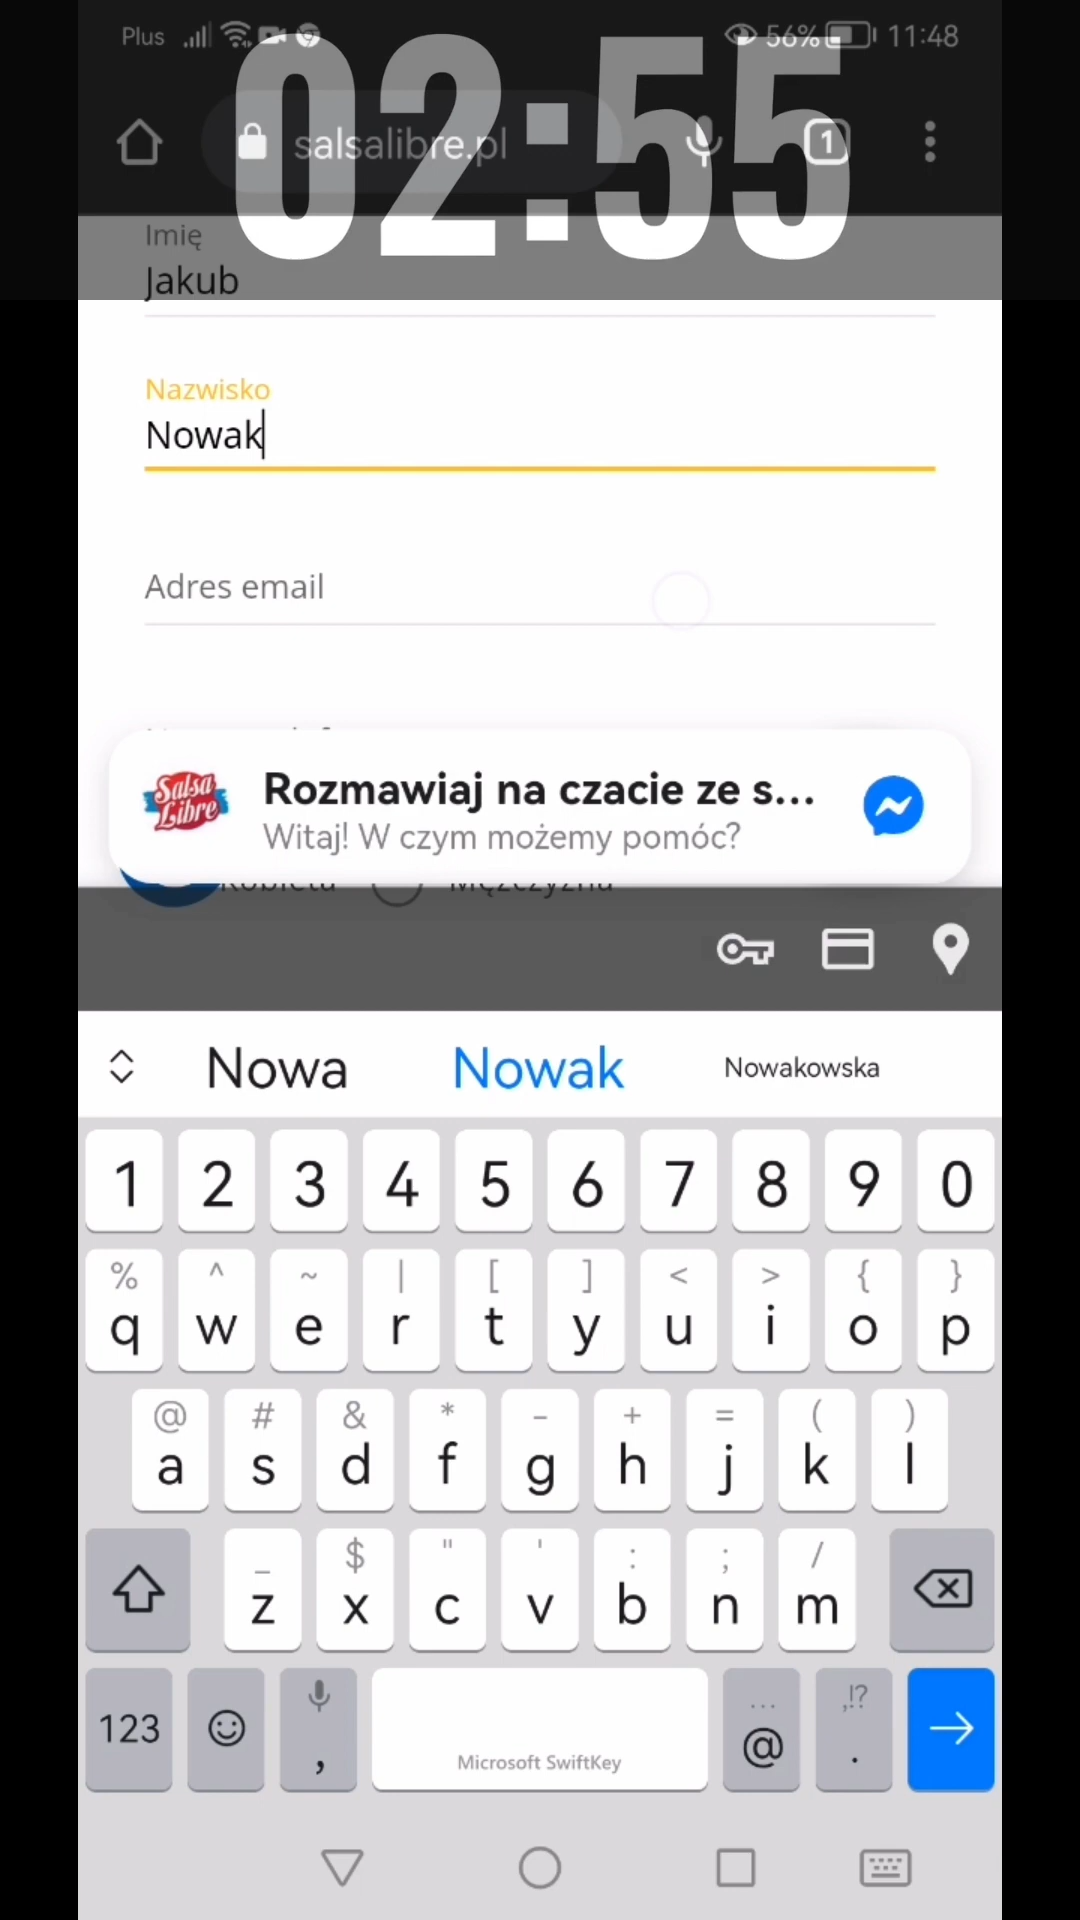 Plus 56% 11:48
02:55
salsalibre.pl 1
Imię
Jakub
Nazwisko
Nowak
Adres email
Salsa Libre
Rozmawiaj na czacie ze s...
Witaj! W czym możemy pomóc?
Kobieta Mężczyzna
Nowa Nowak Nowakowska
1 2 3 4 5 6 7 8 9 0
% ^ ~ | [ ] < > { }
q w e r t y u i o p
@ # & * - + = ( )
a s d f g h j k l
_ $ " ' : ; /
z x c v b n m
... ,!?
123 , Microsoft SwiftKey @ .